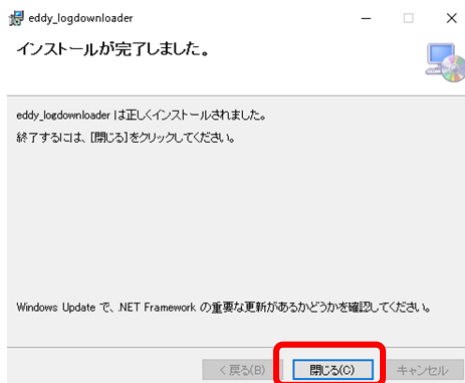 eddy_logdownloader
インストールが完了しました。
eddy_logdownloader は正しくインストールされました。
終了するには、[閉じる]をクリックしてください。
Windows Update で、.NET Framework の重要な更新があるかどうかを確認してください。
< 戻る(B)
閉じる(C)
キャンセル